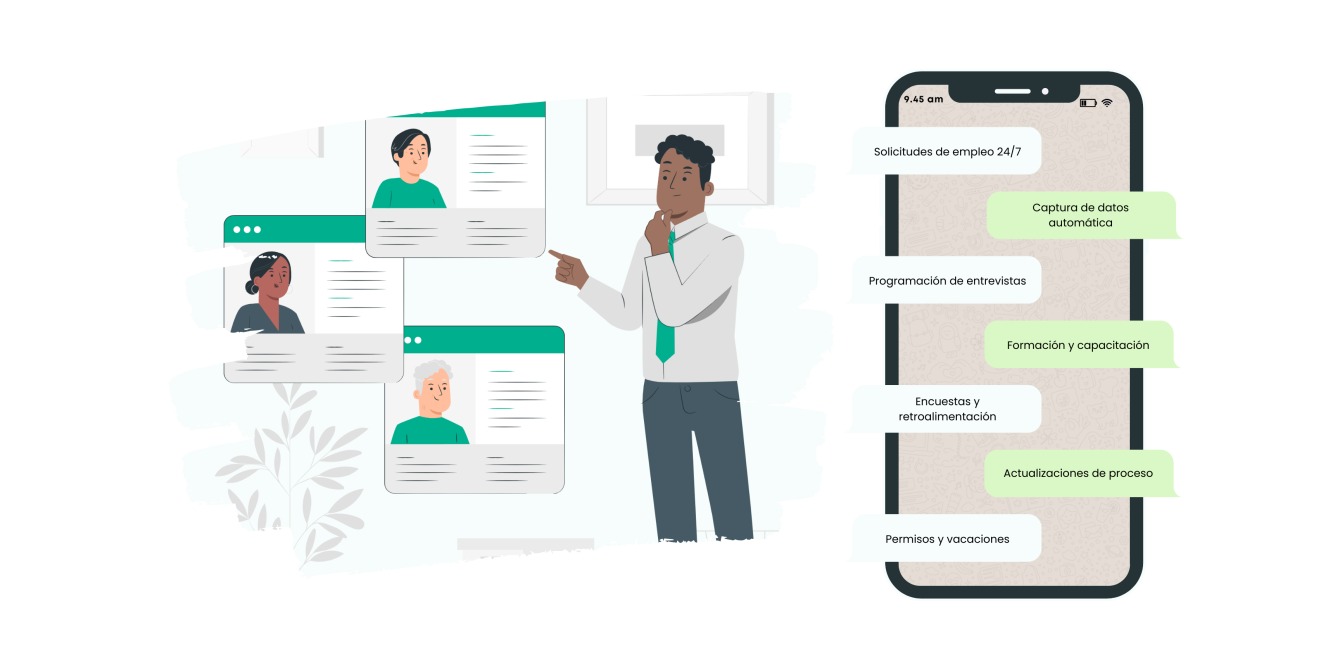 9.45 am
Solicitudes de empleo 24/7
Captura de datos
automática
Programación de entrevistas
Formación y capacitación
Encuestas y
retroalimentación
Actualizaciones de proceso
Permisos y vacaciones